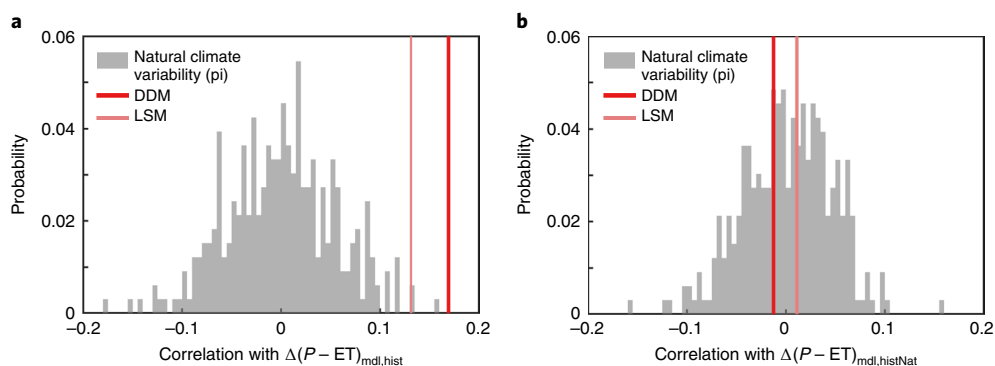 a
0.06
0.04
0.02
0
Probability
Natural climate
variability (pi)
DDM
LSM
−0.2
−0.1
0
0.1
0.2
Correlation with Δ(P − ET)mdl,hist
b
0.06
0.04
0.02
0
Probability
Natural climate
variability (pi)
DDM
LSM
−0.2
−0.1
0
0.1
0.2
Correlation with Δ(P − ET)mdl,histNat